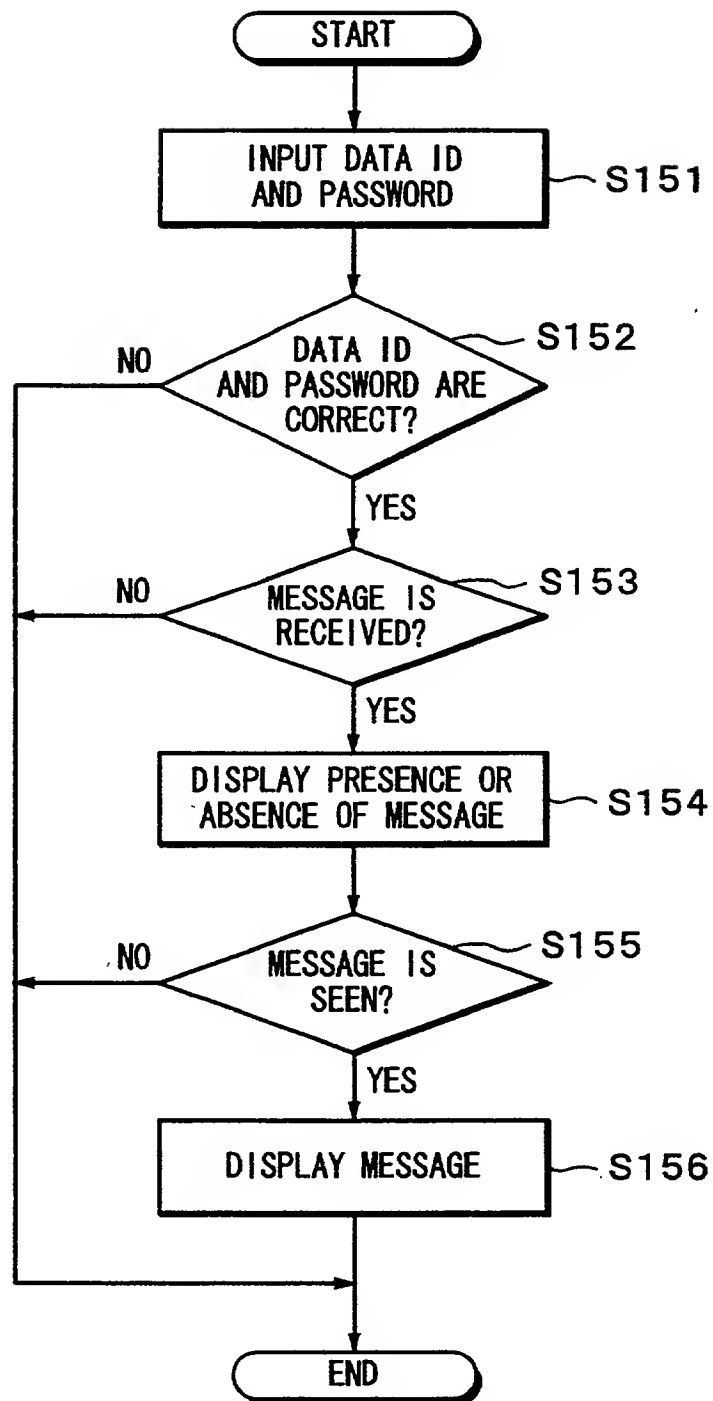 START
INPUT DATA ID
AND PASSWORD
S151
DATA ID
AND PASSWORD ARE
CORRECT?
S152
NO
YES
MESSAGE IS
RECEIVED?
S153
NO
YES
DISPLAY PRESENCE OR
ABSENCE OF MESSAGE
S154
MESSAGE IS
SEEN?
S155
NO
YES
DISPLAY MESSAGE
S156
END